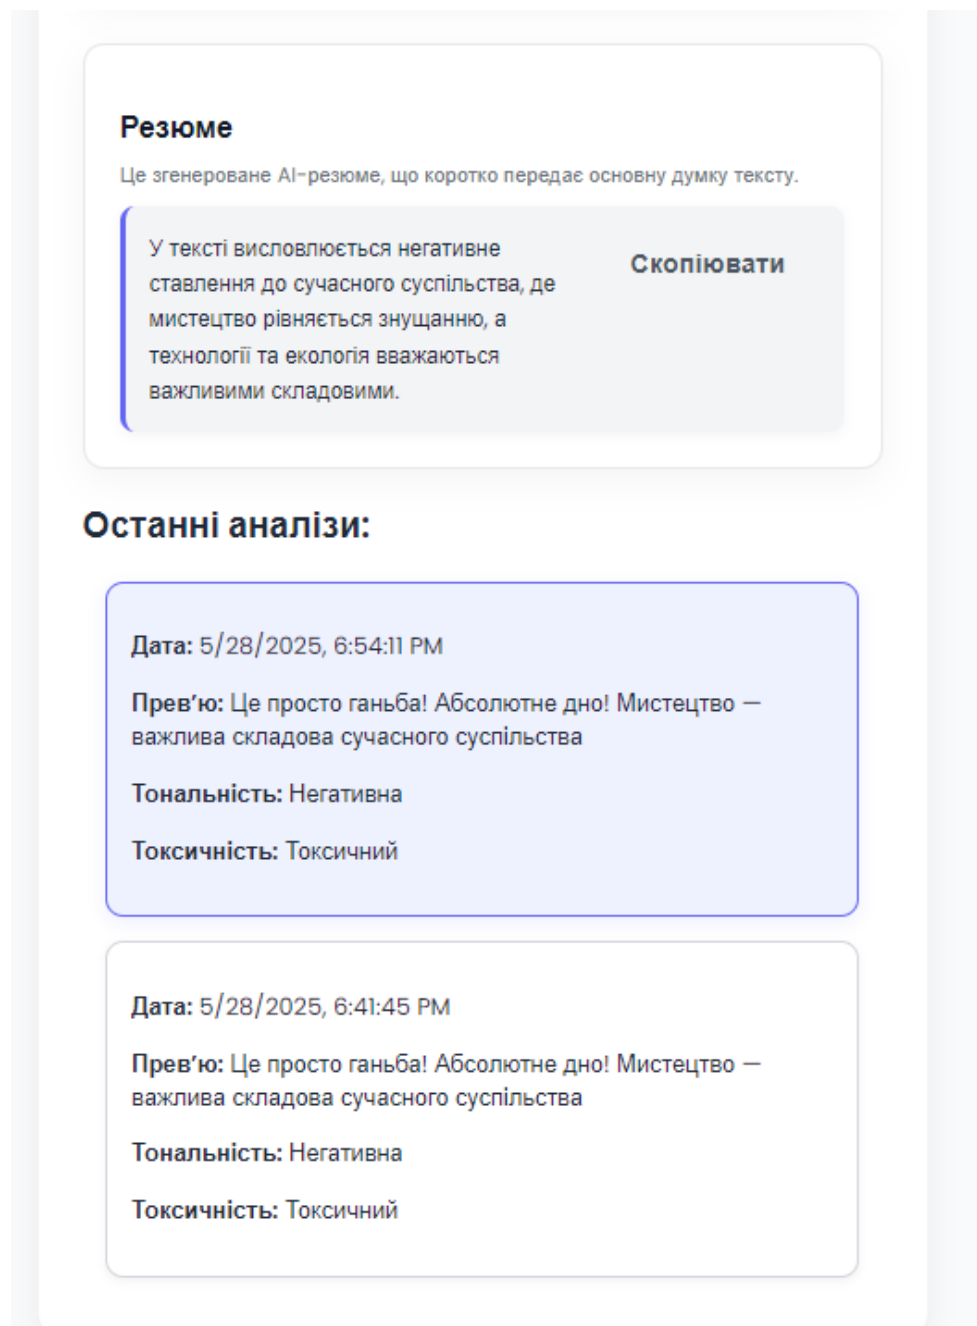 Резюме
Це згенероване AI-резюме, що коротко передає основну думку тексту.
У тексті висловлюється негативне
ставлення до сучасного суспільства, де
мистецтво рівняється знущанню, а
технології та екологія вважаються
важливими складовими.
Скопіювати
Останні аналізи:
Дата: 5/28/2025, 6:54:11 PM
Прев’ю: Це просто ганьба! Абсолютне дно! Мистецтво —
важлива складова сучасного суспільства
Тональність: Негативна
Токсичність: Токсичний
Дата: 5/28/2025, 6:41:45 PM
Прев’ю: Це просто ганьба! Абсолютне дно! Мистецтво —
важлива складова сучасного суспільства
Тональність: Негативна
Токсичність: Токсичний